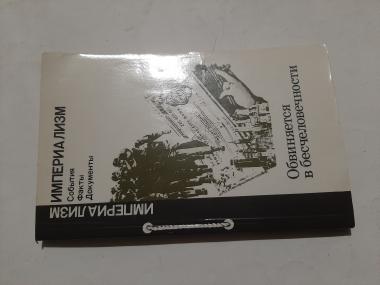 ИМПЕРИАЛИЗМ
События
Факты
Документы
Обвиняется
в бесчеловечности
ИМПЕРИАЛИЗМ